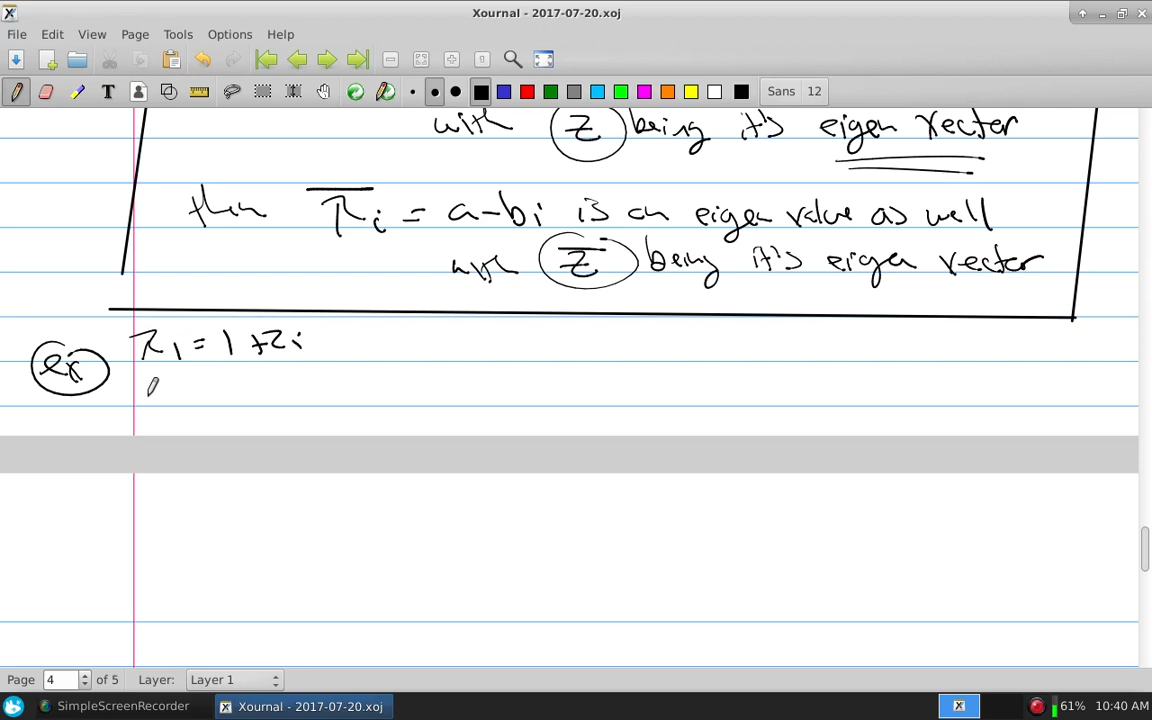 Xournal - 2017-07-20.xoj
File Edit View Page Tools Options Help
Sans 12
with Z being it's eigen vector
then λ̅i = a-bi is an eigen value as well
with Z̅ being it's eigen vector
ex λ1 = 1+2i
Page 4 of 5 Layer: Layer 1
SimpleScreenRecorder Xournal - 2017-07-20.xoj 61% 10:40 AM